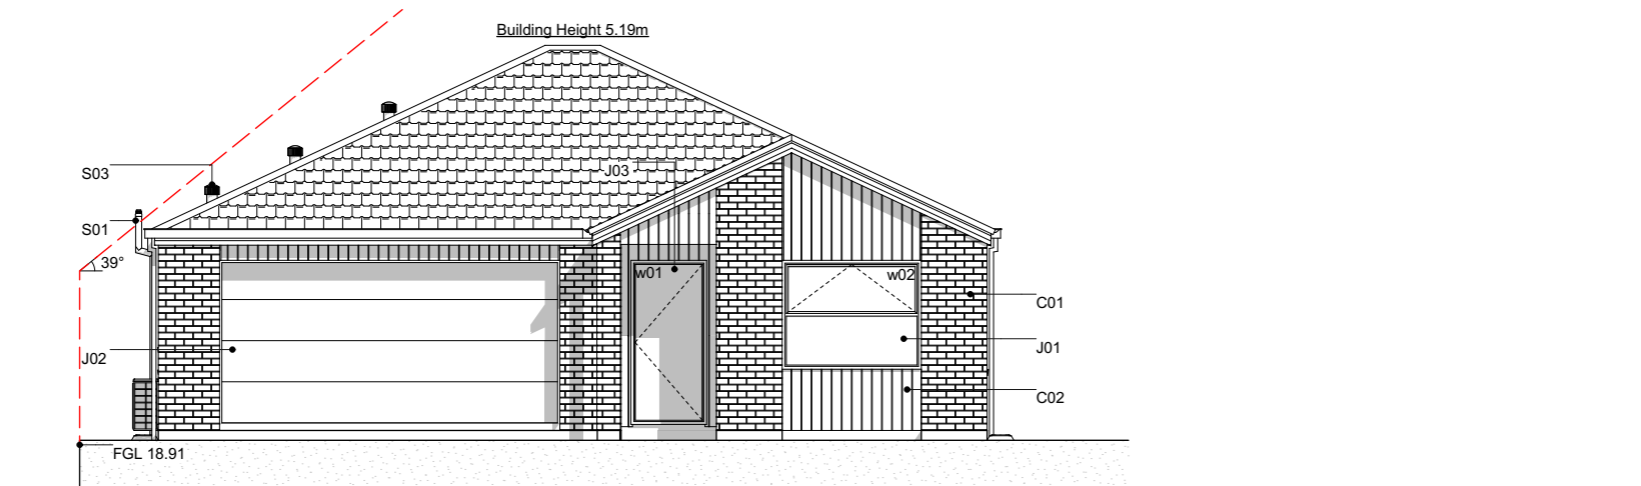 Building Height 5.19m
S03
J03
S01
39°
w01
w02
C01
J01
J02
C02
FGL 18.91